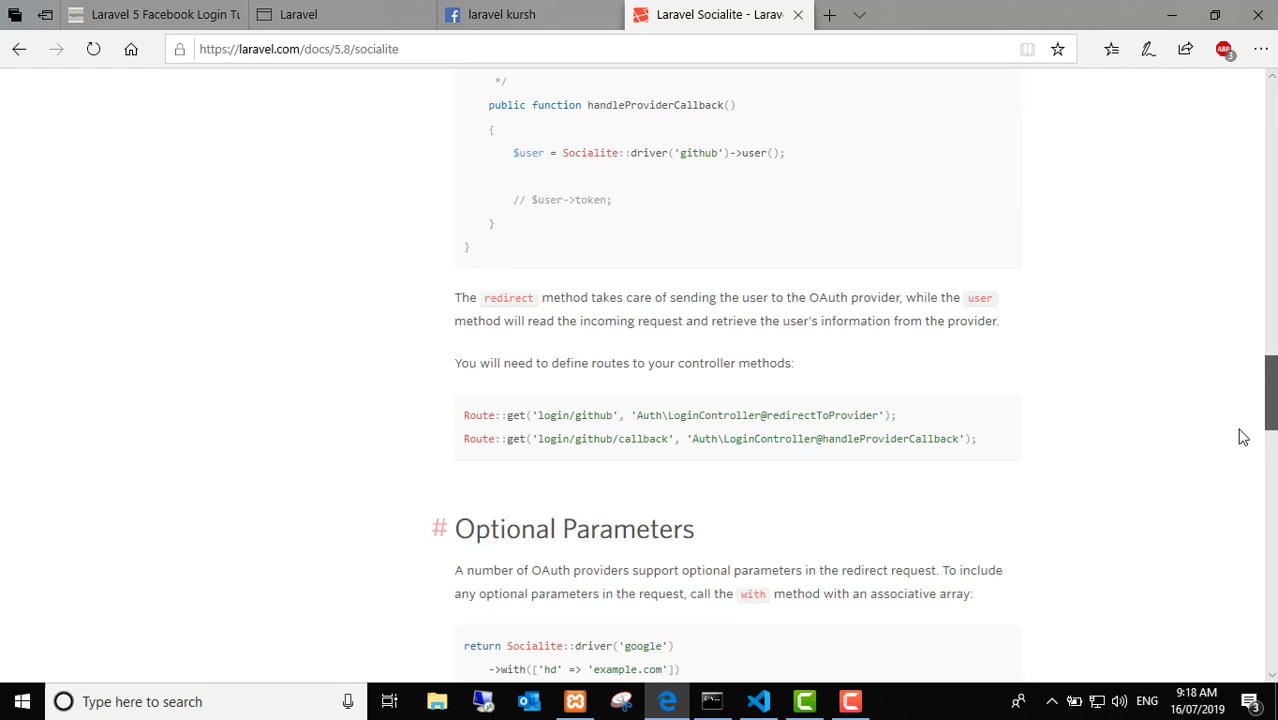 Laravel 5 Facebook Login Tu
Laravel
laravel kursh
Laravel Socialite - Larav
https://laravel.com/docs/5.8/socialite
ABP
3
*/
public function handleProviderCallback()
{
$user = Socialite::driver('github')->user();
// $user->token;
}
}
The redirect method takes care of sending the user to the OAuth provider, while the user
method will read the incoming request and retrieve the user's information from the provider.
You will need to define routes to your controller methods:
Route::get('login/github', 'Auth\LoginController@redirectToProvider');
Route::get('login/github/callback', 'Auth\LoginController@handleProviderCallback');
# Optional Parameters
A number of OAuth providers support optional parameters in the redirect request. To include
any optional parameters in the request, call the with method with an associative array:
return Socialite::driver('google')
->with(['hd' => 'example.com'])
Type here to search
ENG
9:18 AM
16/07/2019
3